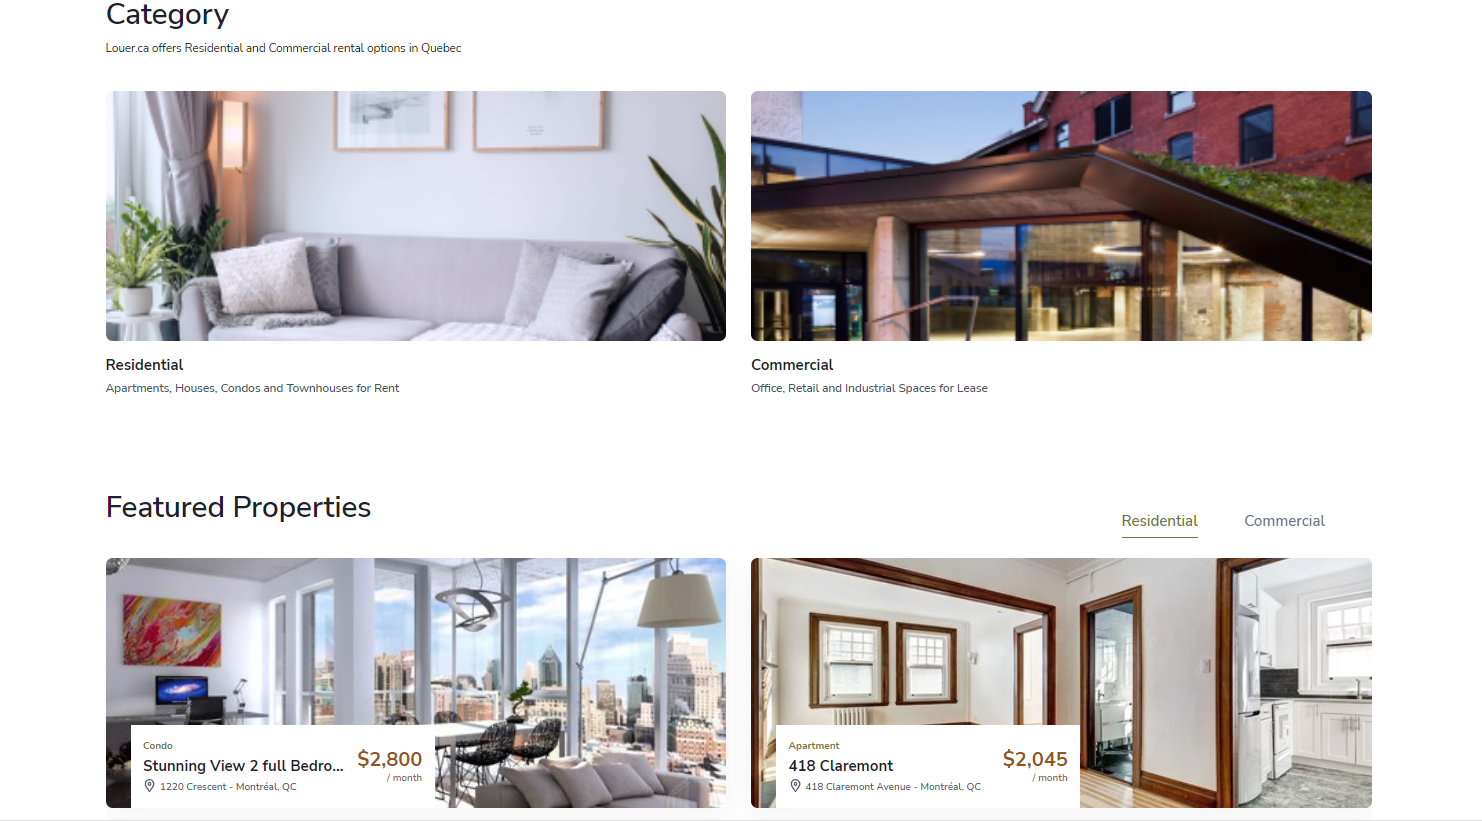 Category
Louer.ca offers Residential and Commercial rental options in Quebec
Residential
Apartments, Houses, Condos and Townhouses for Rent
Commercial
Office, Retail and Industrial Spaces for Lease
Featured Properties
Residential
Commercial
Condo
Stunning View 2 full Bedro...
1220 Crescent - Montréal, QC
$2,800
/ month
Apartment
418 Claremont
418 Claremont Avenue - Montréal, QC
$2,045
/ month